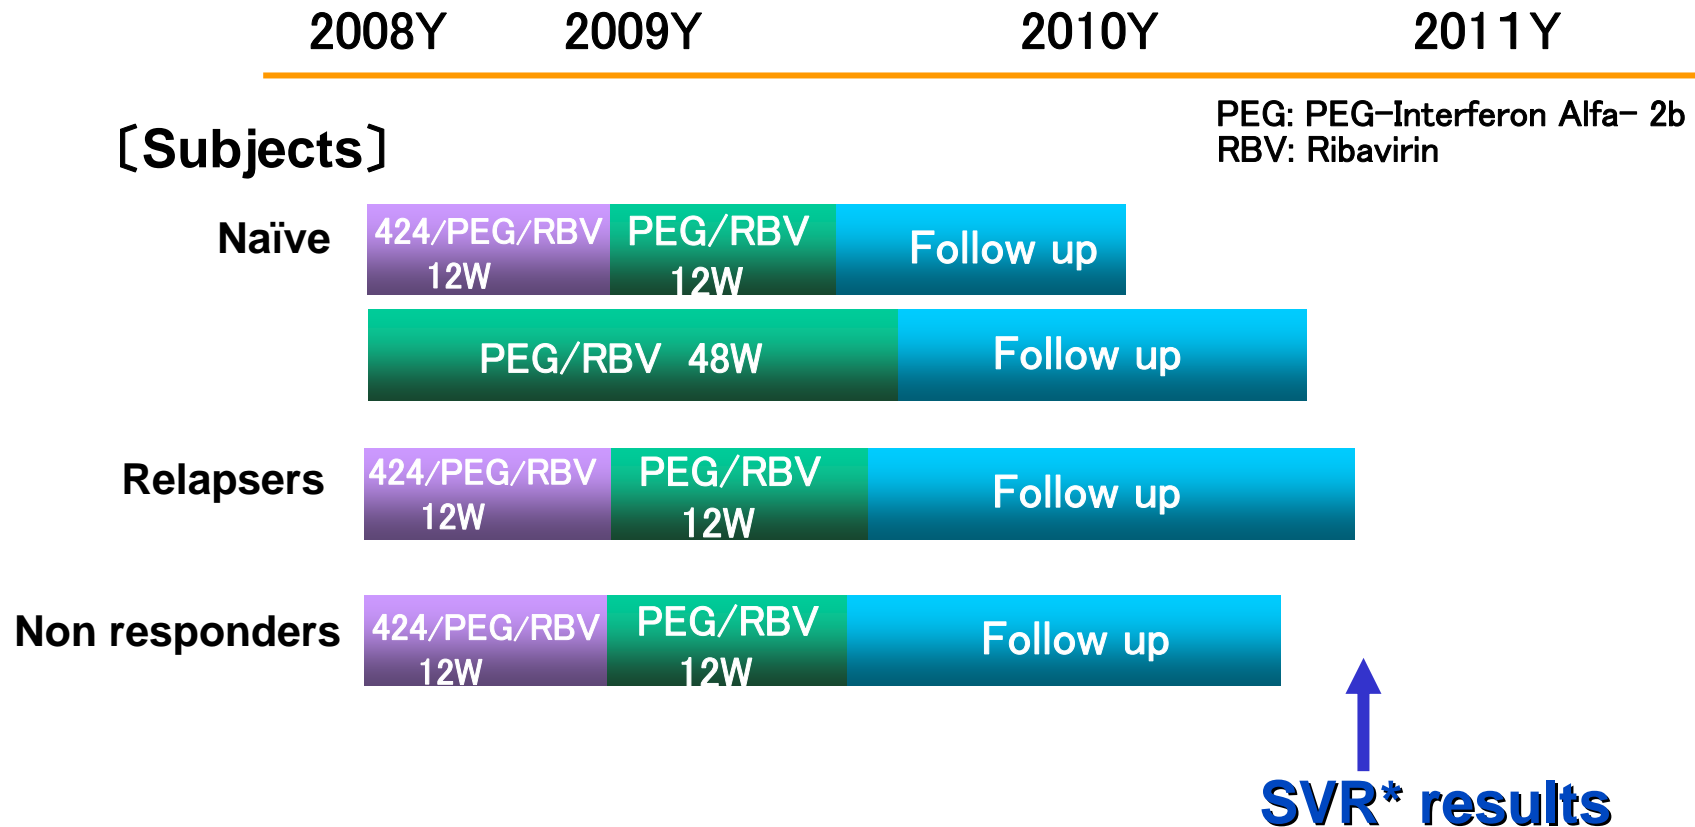 2008Y 2009Y 2010Y 2011Y
PEG: PEG-Interferon Alfa- 2b
RBV: Ribavirin
〔Subjects〕
Naïve
424/PEG/RBV
12W
PEG/RBV
12W
Follow up
PEG/RBV 48W
Follow up
Relapsers
424/PEG/RBV
12W
PEG/RBV
12W
Follow up
Non responders
424/PEG/RBV
12W
PEG/RBV
12W
Follow up
SVR* results